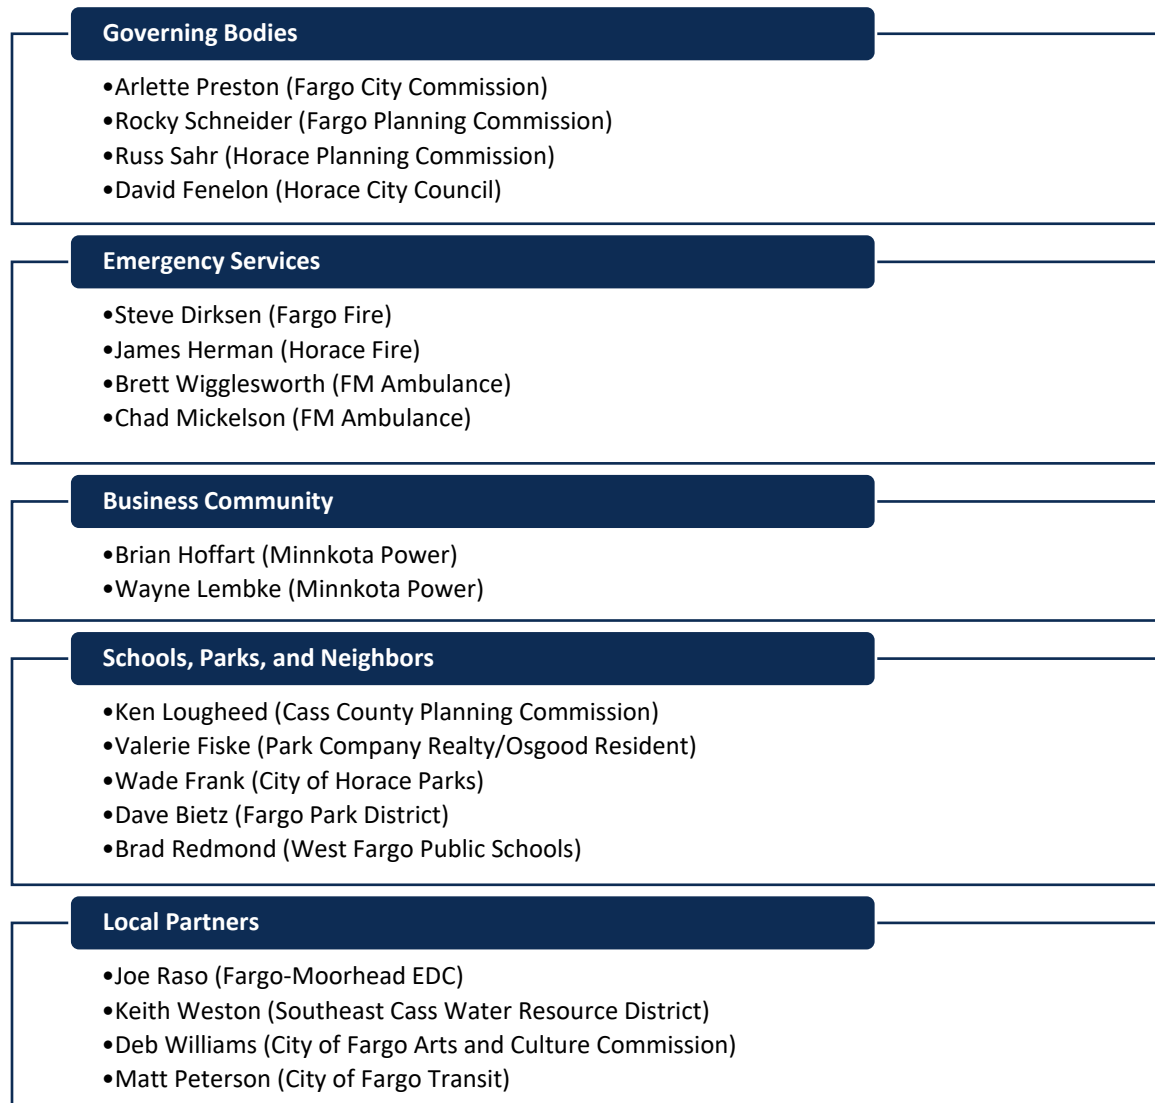 Governing Bodies
•Arlette Preston (Fargo City Commission)
•Rocky Schneider (Fargo Planning Commission)
•Russ Sahr (Horace Planning Commission)
•David Fenelon (Horace City Council)
Emergency Services
•Steve Dirksen (Fargo Fire)
•James Herman (Horace Fire)
•Brett Wigglesworth (FM Ambulance)
•Chad Mickelson (FM Ambulance)
Business Community
•Brian Hoffart (Minnkota Power)
•Wayne Lembke (Minnkota Power)
Schools, Parks, and Neighbors
•Ken Lougheed (Cass County Planning Commission)
•Valerie Fiske (Park Company Realty/Osgood Resident)
•Wade Frank (City of Horace Parks)
•Dave Bietz (Fargo Park District)
•Brad Redmond (West Fargo Public Schools)
Local Partners
•Joe Raso (Fargo-Moorhead EDC)
•Keith Weston (Southeast Cass Water Resource District)
•Deb Williams (City of Fargo Arts and Culture Commission)
•Matt Peterson (City of Fargo Transit)